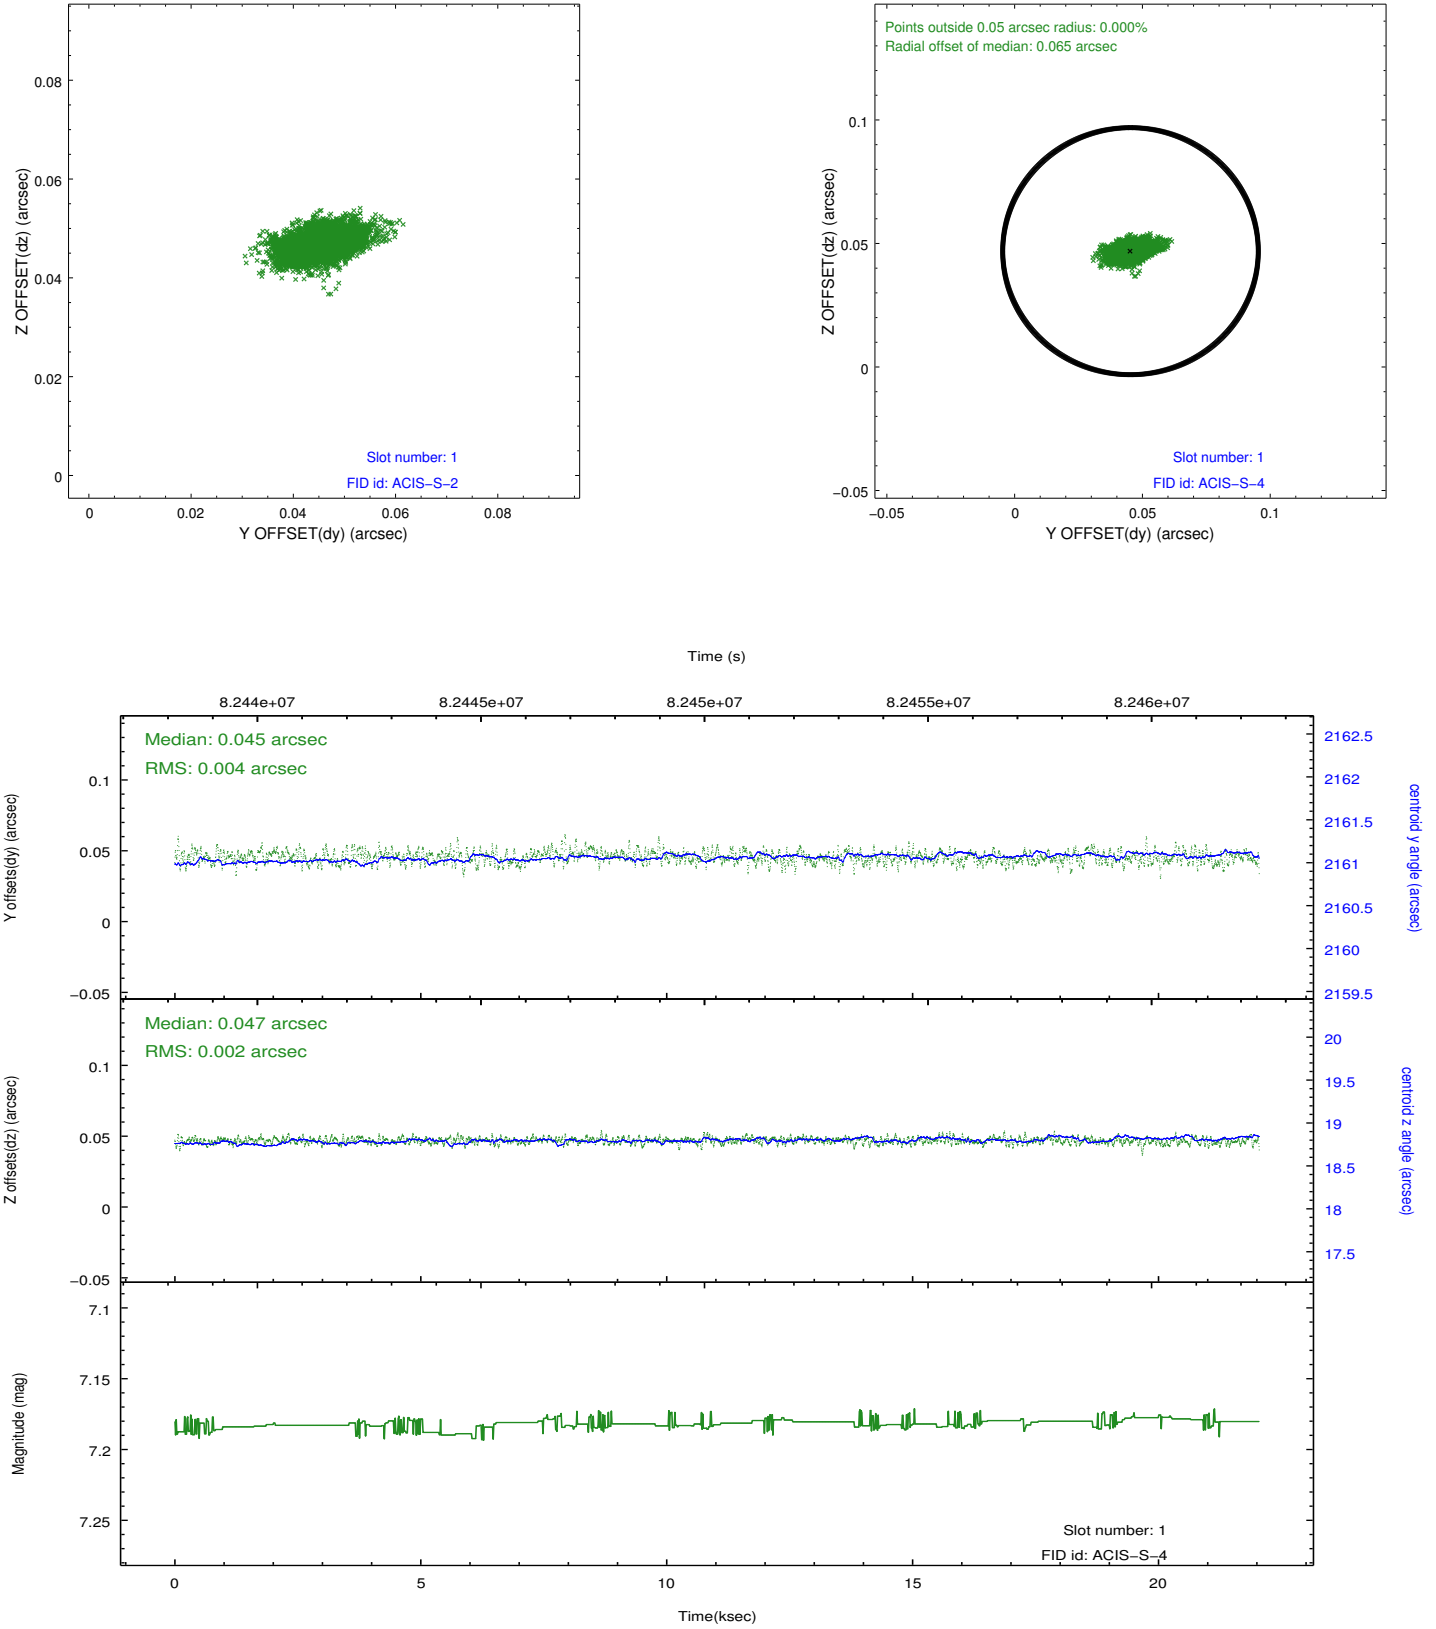 0.08
0.06
0.04
0.02
0
Z OFFSET(dz) (arcsec)
Slot number: 1
FID id: ACIS−S−2
0 0.02 0.04 0.06 0.08
Y OFFSET(dy) (arcsec)
Points outside 0.05 arcsec radius: 0.000%
Radial offset of median: 0.065 arcsec
0.1
0.05
0
−0.05
Z OFFSET(dz) (arcsec)
Slot number: 1
FID id: ACIS−S−4
−0.05 0 0.05 0.1
Y OFFSET(dy) (arcsec)
Time (s)
8.244e+07 8.2445e+07 8.245e+07 8.2455e+07 8.246e+07
Median: 0.045 arcsec
RMS: 0.004 arcsec
0.1
0.05
0
−0.05
Y offsets(dy) (arcsec)
2162.5
2162
2161.5
2161
2160.5
2160
2159.5
centroid y angle (arcsec)
Median: 0.047 arcsec
RMS: 0.002 arcsec
0.1
0.05
0
−0.05
Z offsets(dz) (arcsec)
20
19.5
19
18.5
18
17.5
centroid z angle (arcsec)
7.1
7.15
7.2
7.25
Magnitude (mag)
Slot number: 1
FID id: ACIS−S−4
0 5 10 15 20
Time(ksec)